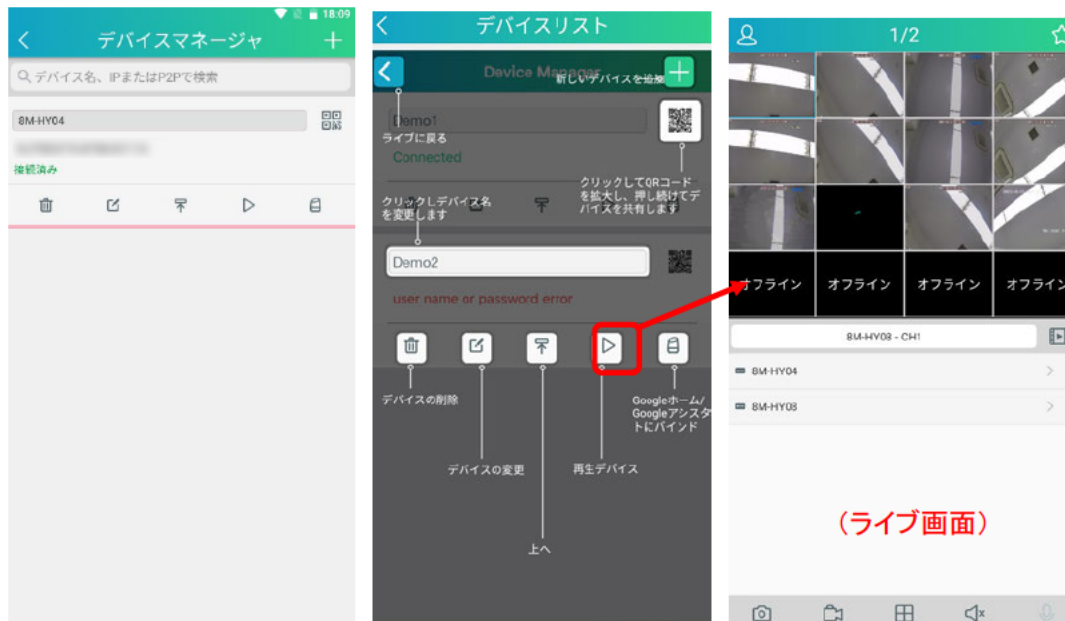 18:09
デバイスマネージャ
デバイス名、IPまたはP2Pで検索
8M-HY04
接続済み
デバイスリスト
Device Manager
新しいデバイスを追加
Demo1
ライブに戻る
Connected
クリックしてQRコード
を拡大し、押し続けてデ
バイスを共有します
クリックしデバイス名
を変更します
Demo2
user name or password error
デバイスの削除
Googleホーム/
Googleアシスタ
トにバインド
デバイスの変更
再生デバイス
上へ
1/2
オフライン
オフライン
オフライン
オフライン
8M-HY03 - CH1
8M-HY04
8M-HY03
(ライブ画面)